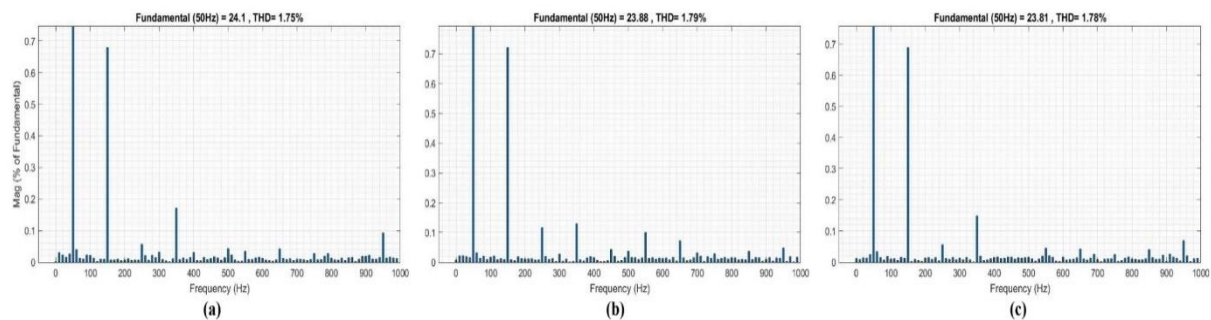 Fundamental (50Hz) = 24.1 , THD= 1.75%
Mag (% of Fundamental)
0.7
0.6
0.5
0.4
0.3
0.2
0.1
0
0 100 200 300 400 500 600 700 800 900 1000
Frequency (Hz)
(a)
Fundamental (50Hz) = 23.88 , THD= 1.79%
0.7
0.6
0.5
0.4
0.3
0.2
0.1
0
0 100 200 300 400 500 600 700 800 900 1000
Frequency (Hz)
(b)
Fundamental (50Hz) = 23.81 , THD= 1.78%
0.7
0.6
0.5
0.4
0.3
0.2
0.1
0
0 100 200 300 400 500 600 700 800 900 1000
Frequency (Hz)
(c)